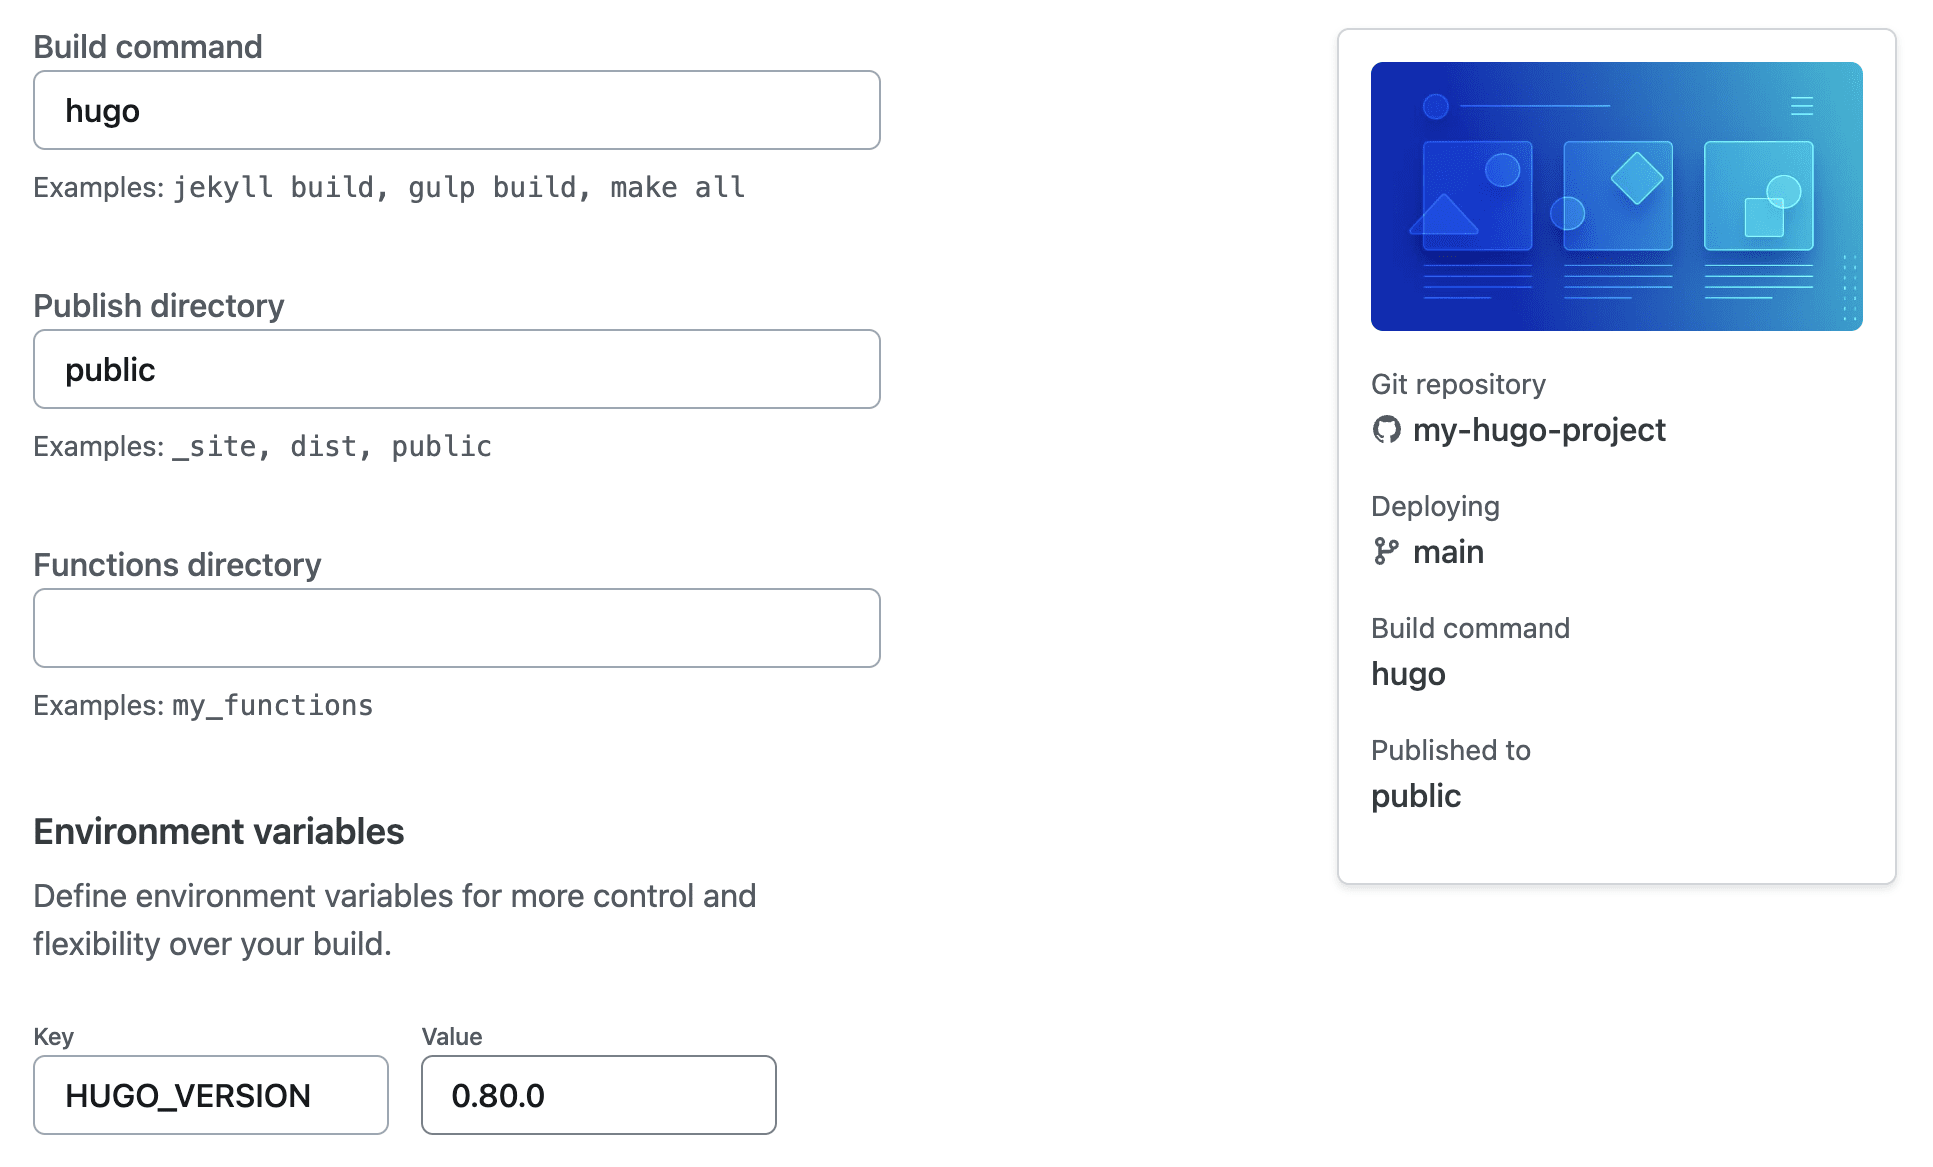 Build command
hugo
Examples: jekyll build, gulp build, make all
Publish directory
public
Examples: _site, dist, public
Functions directory
Examples: my_functions
Environment variables
Define environment variables for more control and
flexibility over your build.
Key
Value
HUGO_VERSION
0.80.0
Git repository
my-hugo-project
Deploying
main
Build command
hugo
Published to
public